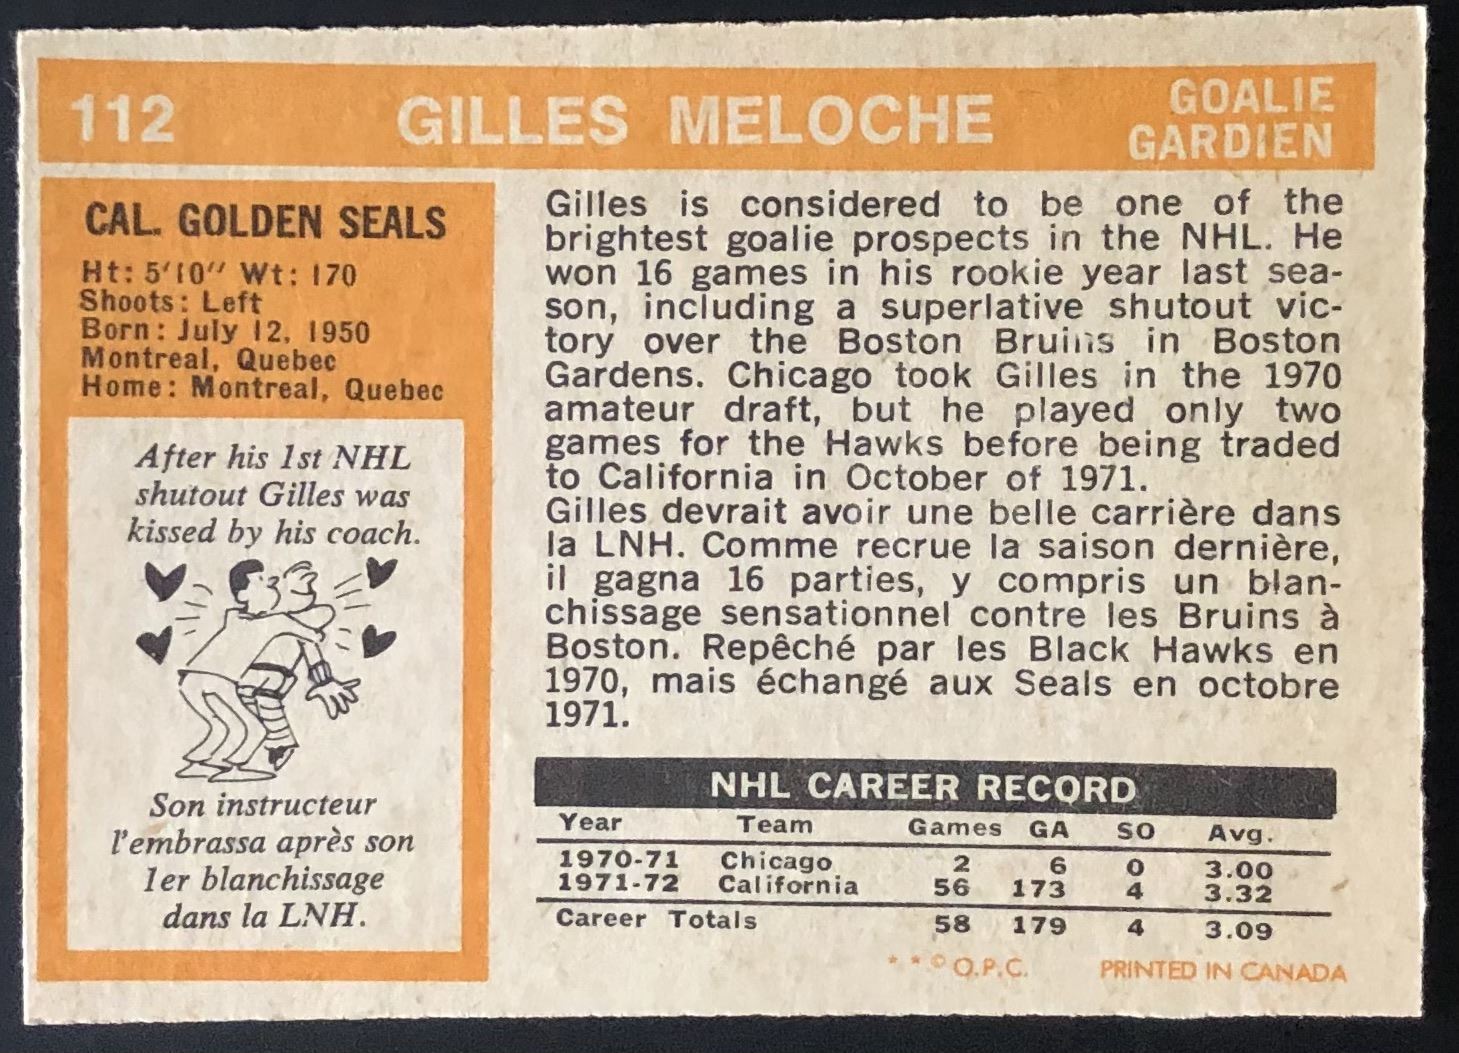 112 GILLES MELOCHE GOALIE
GARDIEN
CAL. GOLDEN SEALS
Ht: 5'10" Wt: 170
Shoots: Left
Born: July 12, 1950
Montreal, Quebec
Home: Montreal, Quebec
After his 1st NHL
shutout Gilles was
kissed by his coach.
Son instructeur
l'embrassa après son
1er blanchissage
dans la LNH.
Gilles is considered to be one of the
brightest goalie prospects in the NHL. He
won 16 games in his rookie year last sea-
son, including a superlative shutout vic-
tory over the Boston Bruins in Boston
Gardens. Chicago took Gilles in the 1970
amateur draft, but he played only two
games for the Hawks before being traded
to California in October of 1971.
Gilles devrait avoir une belle carrière dans
la LNH. Comme recrue la saison dernière,
il gagna 16 parties, y compris un blan-
chissage sensationnel contre les Bruins à
Boston. Repêché par les Black Hawks en
1970, mais échangé aux Seals en octobre
1971.
NHL CAREER RECORD
Year Team Games GA SO Avg.
1970-71 Chicago 2 6 0 3.00
1971-72 California 56 173 4 3.32
Career Totals 58 179 4 3.09
* * © O.P.C. PRINTED IN CANADA